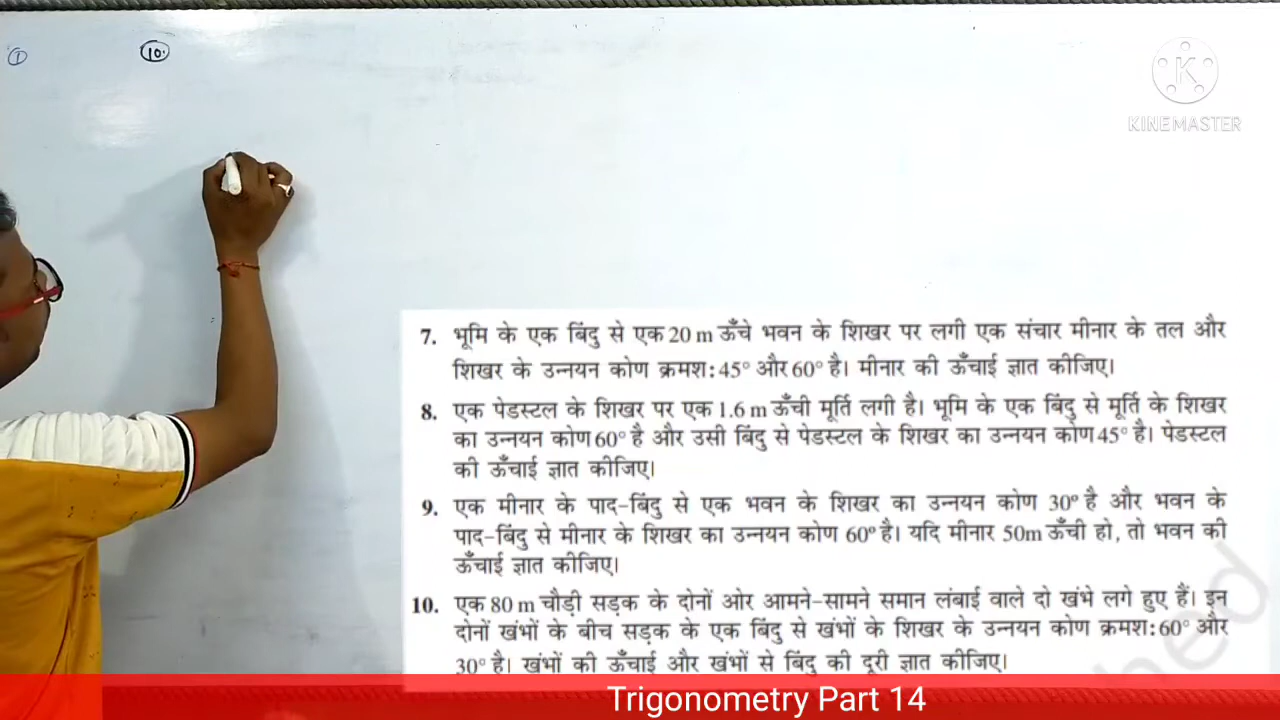 ① ⑩
KINEMASTER
7. भूमि के एक बिंदु से एक 20 m ऊँचे भवन के शिखर पर लगी एक संचार मीनार के तल और
शिखर के उन्नयन कोण क्रमश: 45° और 60° है। मीनार की ऊँचाई ज्ञात कीजिए।
8. एक पेडस्टल के शिखर पर एक 1.6 m ऊँची मूर्ति लगी है। भूमि के एक बिंदु से मूर्ति के शिखर
का उन्नयन कोण 60° है और उसी बिंदु से पेडस्टल के शिखर का उन्नयन कोण 45° है। पेडस्टल
की ऊँचाई ज्ञात कीजिए।
9. एक मीनार के पाद-बिंदु से एक भवन के शिखर का उन्नयन कोण 30° है और भवन के
पाद-बिंदु से मीनार के शिखर का उन्नयन कोण 60° है। यदि मीनार 50m ऊँची हो, तो भवन की
ऊँचाई ज्ञात कीजिए।
10. एक 80 m चौड़ी सड़क के दोनों ओर आमने-सामने समान लंबाई वाले दो खंभे लगे हुए हैं। इन
दोनों खंभों के बीच सड़क के एक बिंदु से खंभों के शिखर के उन्नयन कोण क्रमश: 60° और
30° है। खंभों की ऊँचाई और खंभों से बिंदु की दूरी ज्ञात कीजिए।
Trigonometry Part 14